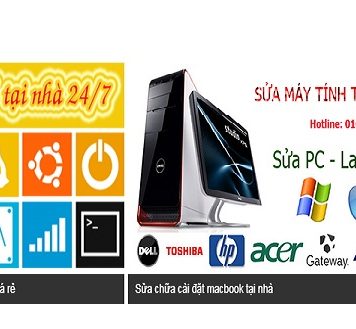 tại nhà 24/7
SỬA MÁY TÍNH T
Hotline: 01
Sửa PC - La
DELL
TOSHIBA
hp
acer
Gateway
>_
á rẻ
Sửa chữa cài đặt macbook tại nhà